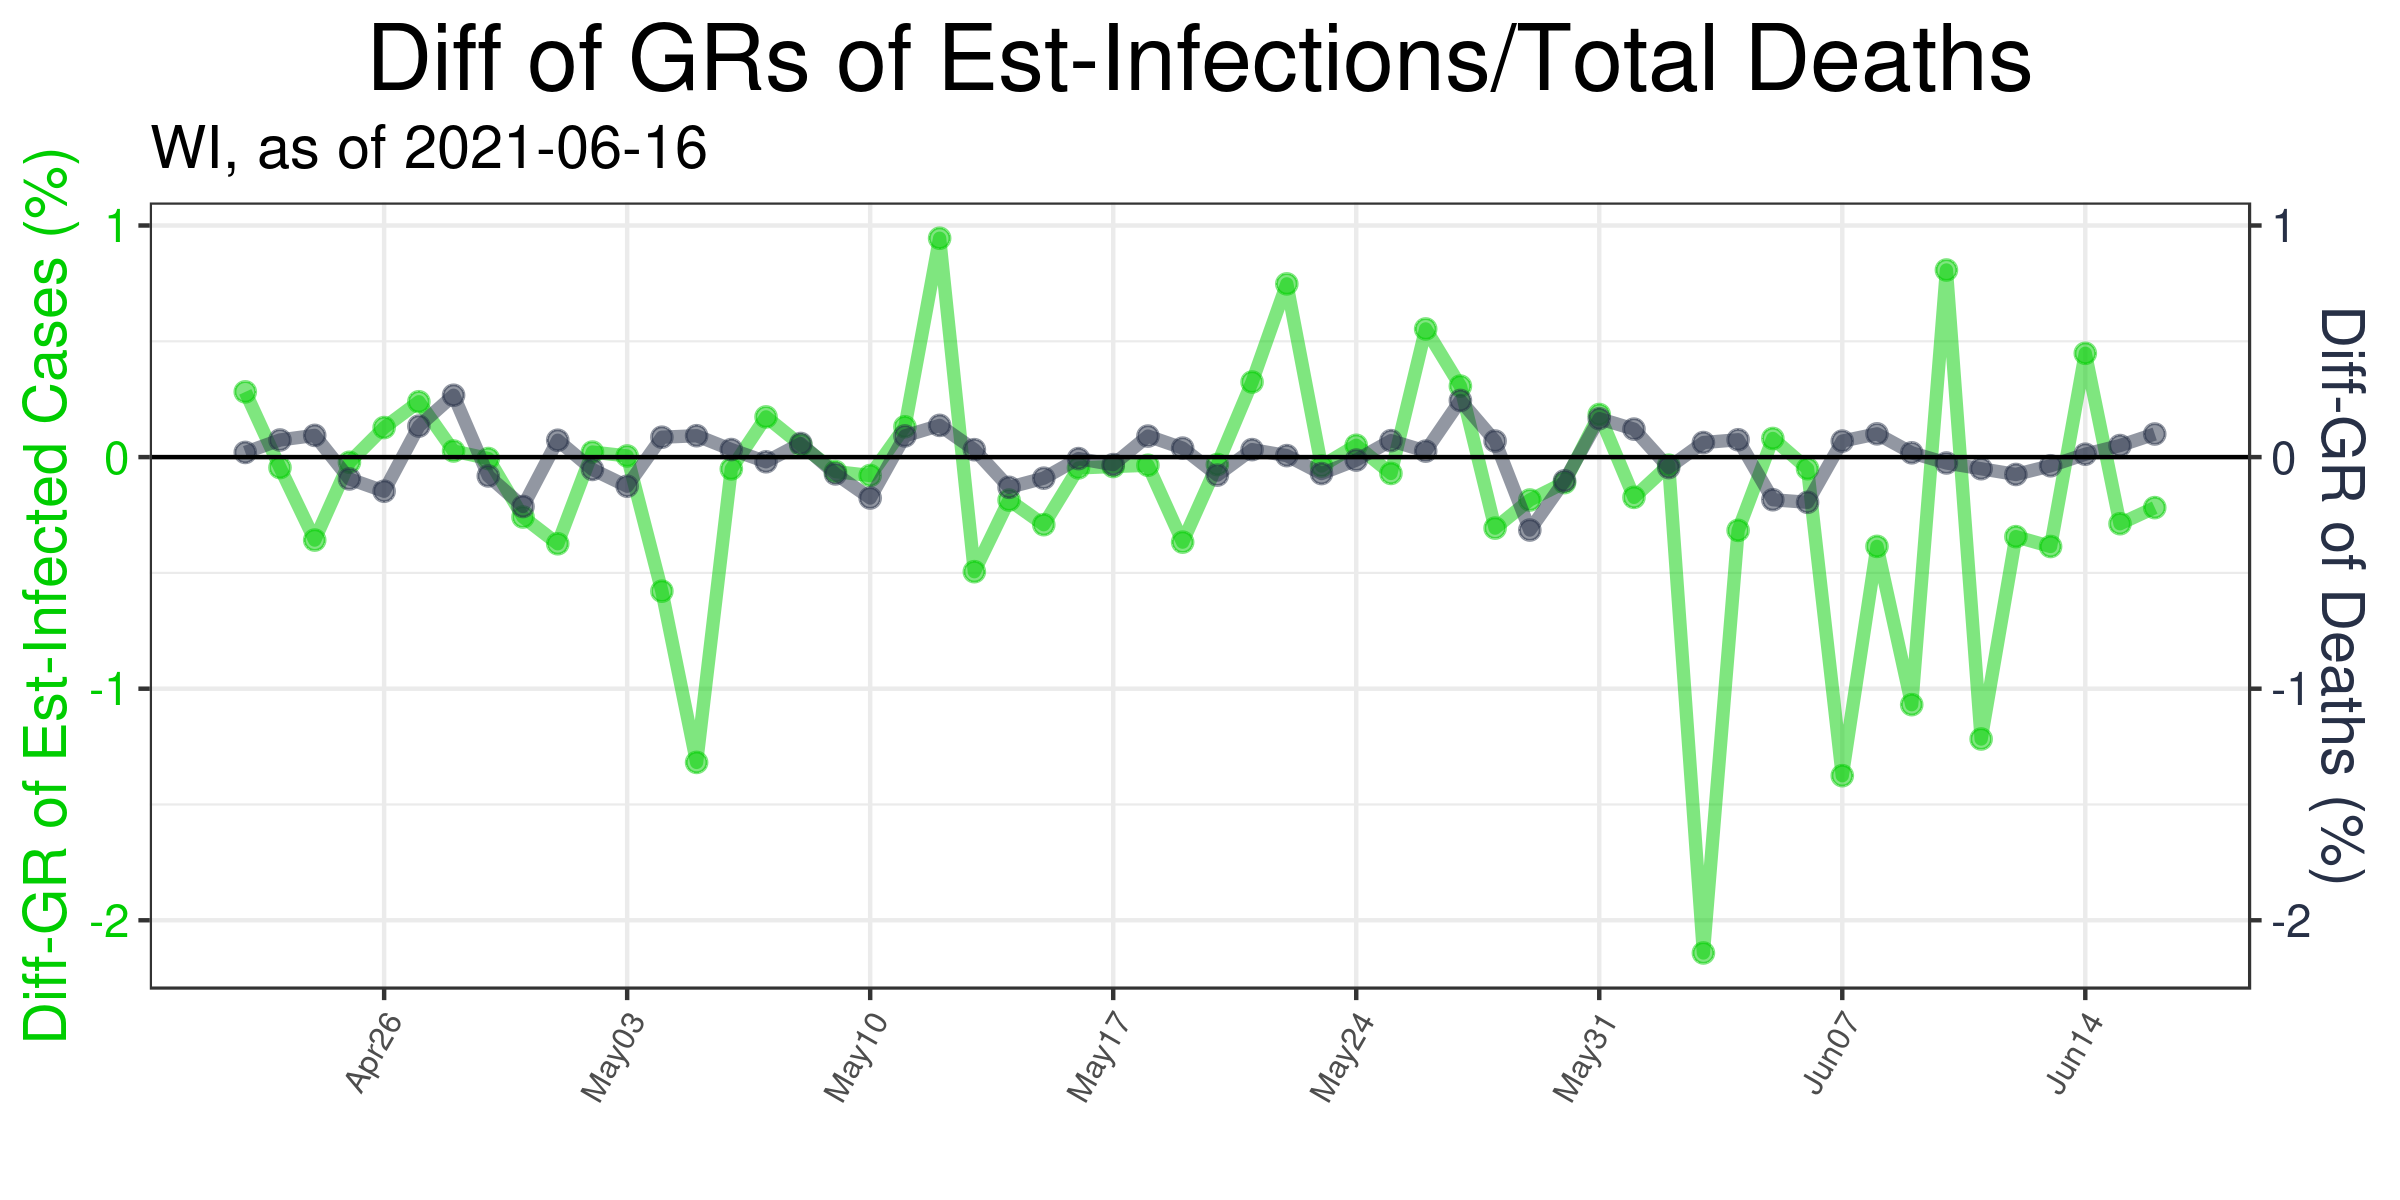 Diff of GRs of Est-Infections/Total Deaths
WI, as of 2021-06-16
Diff-GR of Est-Infected Cases (%)
1
0
-1
-2
1
0
-1
-2
Diff-GR of Deaths (%)
Apr26
May03
May10
May17
May24
May31
Jun07
Jun14